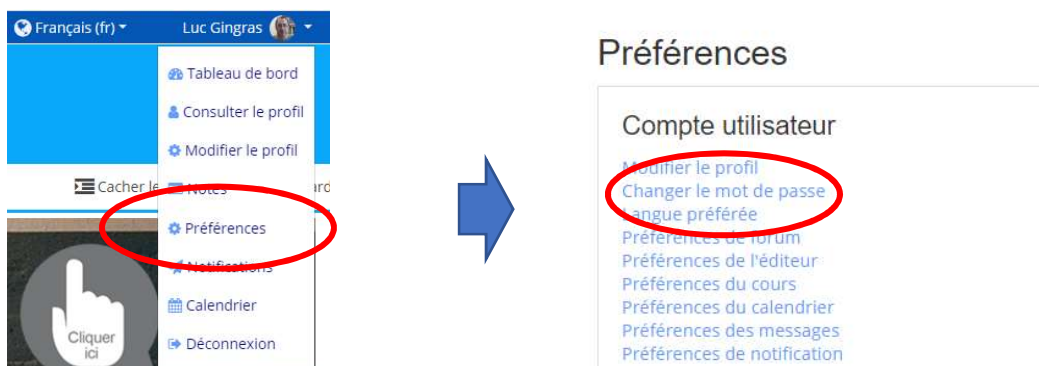 Français (fr)
Luc Gingras
Tableau de bord
Consulter le profil
Modifier le profil
Cacher le
Notes
Préférences
Notifications
Calendrier
Déconnexion
Cliquer
ici
Préférences
Compte utilisateur
Modifier le profil
Changer le mot de passe
Langue préférée
Préférences de forum
Préférences de l'éditeur
Préférences du cours
Préférences du calendrier
Préférences des messages
Préférences de notification